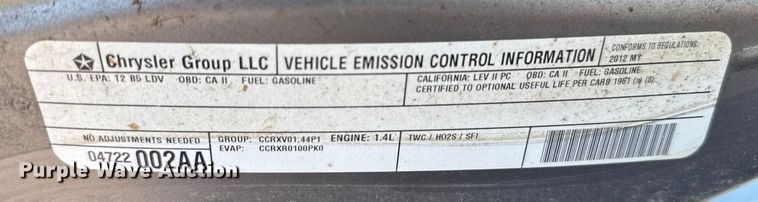 Chrysler Group LLC
VEHICLE EMISSION CONTROL INFORMATION
CONFORMS TO REGULATIONS:
2012 MY
U.S. EPA: T2 B5 LDV OBD: CA II FUEL: GASOLINE
CALIFORNIA: LEV II PC OBD: CA II FUEL: GASOLINE
CERTIFIED TO OPTIONAL USEFUL LIFE PER CARB 1961 (a) (8).
NO ADJUSTMENTS NEEDED
04722 002AA
GROUP: CCRXV01.44P1 ENGINE: 1.4L
EVAP: CCRXR0100PK0
TWC / HO2S / SFI
Purple Wave Auction